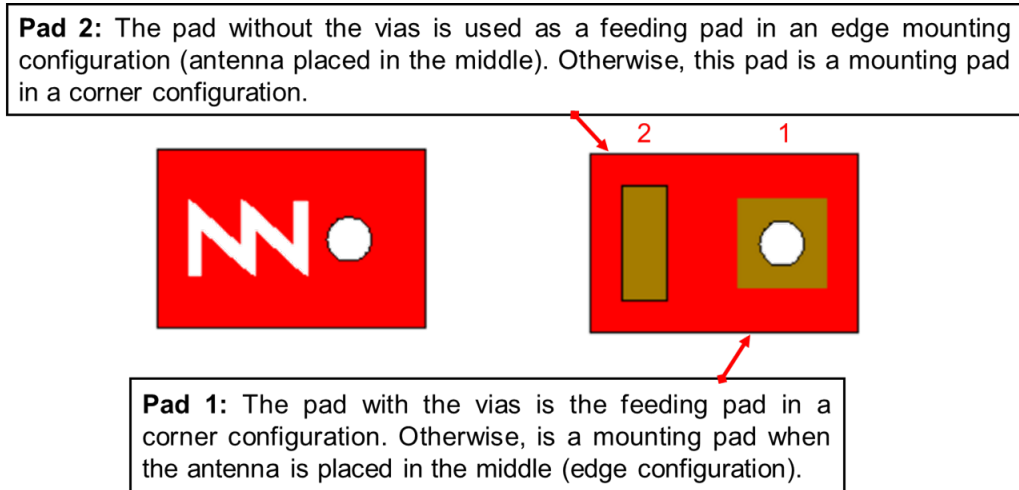 Pad 2: The pad without the vias is used as a feeding pad in an edge mounting
configuration (antenna placed in the middle). Otherwise, this pad is a mounting pad
in a corner configuration.
2 1
NN
Pad 1: The pad with the vias is the feeding pad in a
corner configuration. Otherwise, is a mounting pad when
the antenna is placed in the middle (edge configuration).